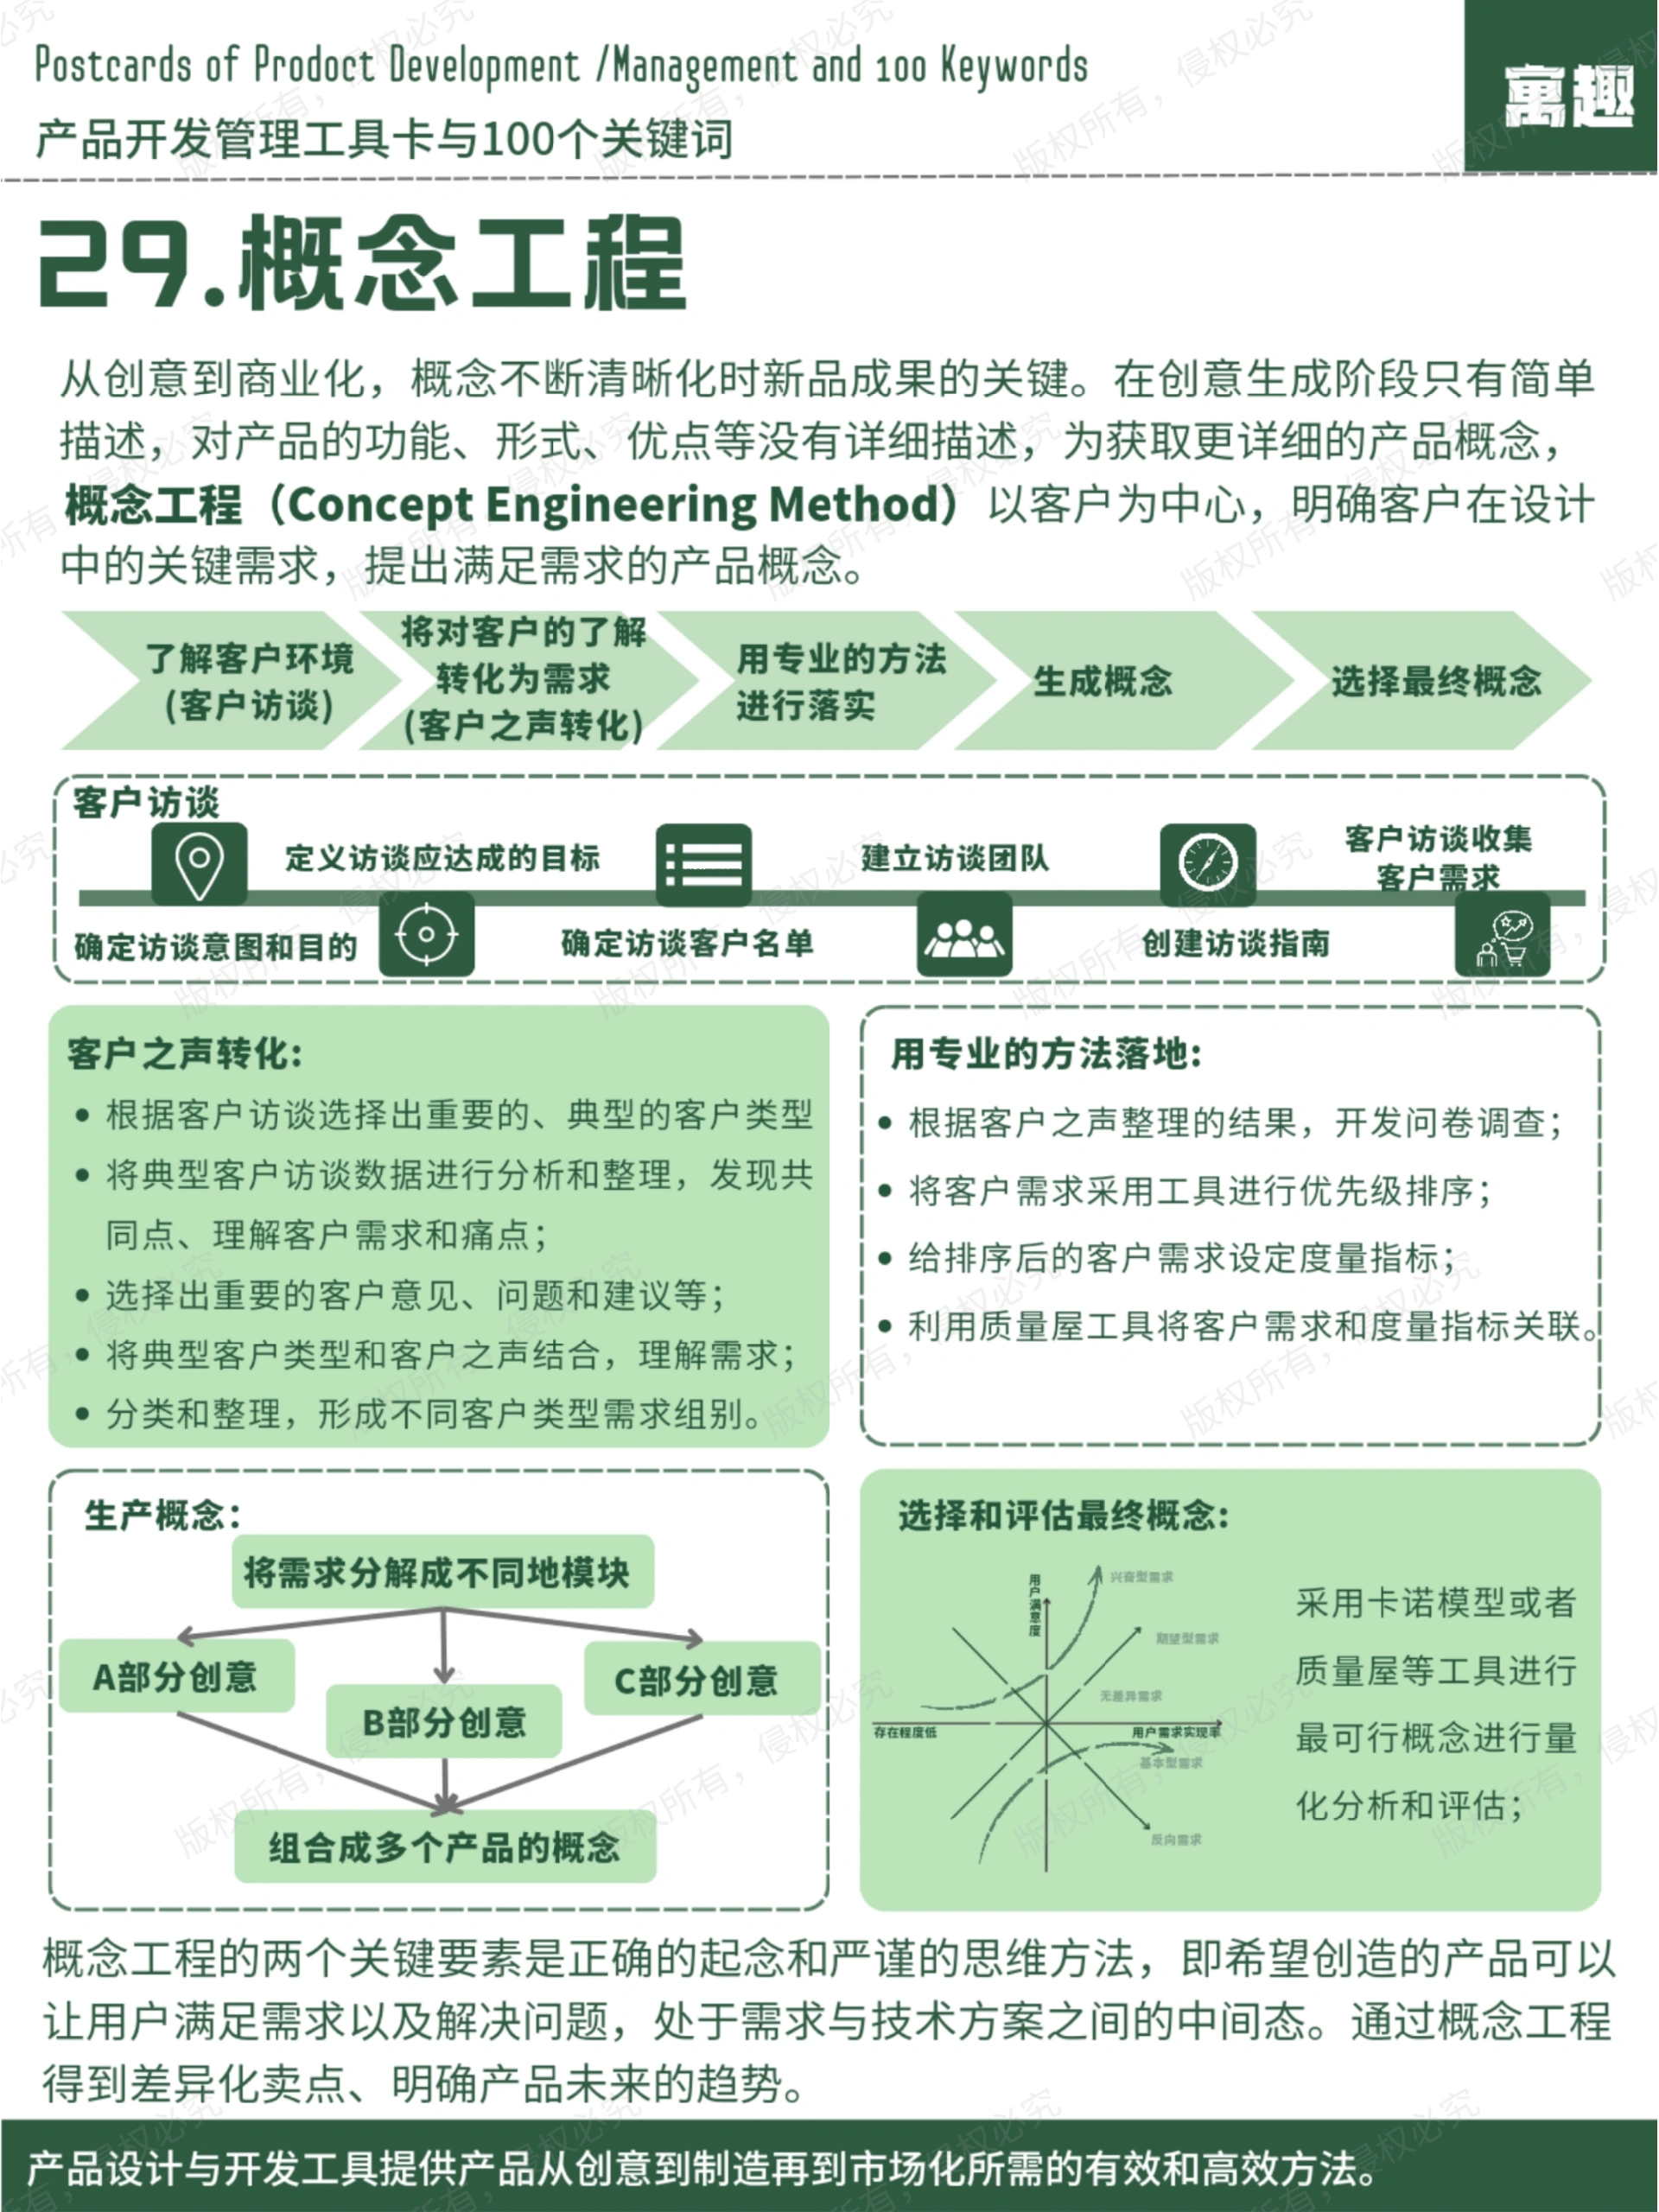 Postcards of Prodoct Development /Management and 100 Keywords
寓趣
产品开发管理工具卡与100个关键词
29.概念工程
从创意到商业化，概念不断清晰化时新品成果的关键。在创意生成阶段只有简单
描述，对产品的功能、形式、优点等没有详细描述，为获取更详细的产品概念，
概念工程（Concept Engineering Method）以客户为中心，明确客户在设计
中的关键需求，提出满足需求的产品概念。
了解客户环境
(客户访谈)
将对客户的了解
转化为需求
(客户之声转化)
用专业的方法
进行落实
生成概念
选择最终概念
客户访谈
确定访谈意图和目的
定义访谈应达成的目标
确定访谈客户名单
建立访谈团队
创建访谈指南
客户访谈收集
客户需求
客户之声转化:
• 根据客户访谈选择出重要的、典型的客户类型
• 将典型客户访谈数据进行分析和整理，发现共
同点、理解客户需求和痛点；
• 选择出重要的客户意见、问题和建议等；
• 将典型客户类型和客户之声结合，理解需求；
• 分类和整理，形成不同客户类型需求组别。
用专业的方法落地:
• 根据客户之声整理的结果，开发问卷调查；
• 将客户需求采用工具进行优先级排序；
• 给排序后的客户需求设定度量指标；
• 利用质量屋工具将客户需求和度量指标关联。
生产概念:
将需求分解成不同地模块
A部分创意
B部分创意
C部分创意
组合成多个产品的概念
选择和评估最终概念:
用户满意度
兴奋型需求
期望型需求
无差异需求
存在程度低
用户需求实现率
基本型需求
反向需求
采用卡诺模型或者
质量屋等工具进行
最可行概念进行量
化分析和评估；
概念工程的两个关键要素是正确的起念和严谨的思维方法，即希望创造的产品可以
让用户满足需求以及解决问题，处于需求与技术方案之间的中间态。通过概念工程
得到差异化卖点、明确产品未来的趋势。
产品设计与开发工具提供产品从创意到制造再到市场化所需的有效和高效方法。
版权所有，侵权必究